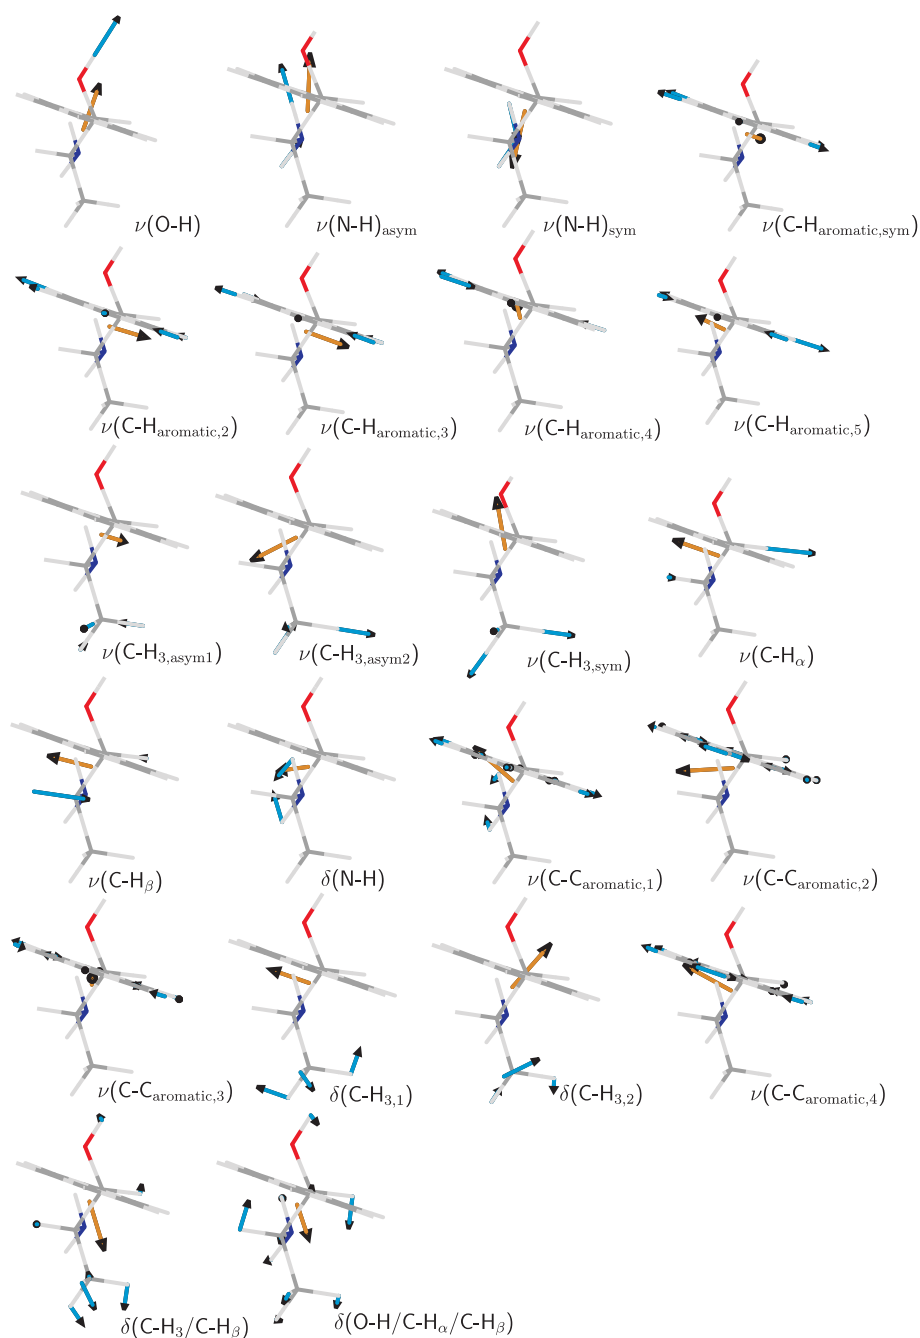 ν(O-H) ν(N-H)asym ν(N-H)sym ν(C-Haromatic,sym)
ν(C-Haromatic,2) ν(C-Haromatic,3) ν(C-Haromatic,4) ν(C-Haromatic,5)
ν(C-H3,asym1) ν(C-H3,asym2) ν(C-H3,sym) ν(C-Hα)
ν(C-Hβ) δ(N-H) ν(C-Caromatic,1) ν(C-Caromatic,2)
ν(C-Caromatic,3) δ(C-H3,1) δ(C-H3,2) ν(C-Caromatic,4)
δ(C-H3/C-Hβ) δ(O-H/C-Hα/C-Hβ)